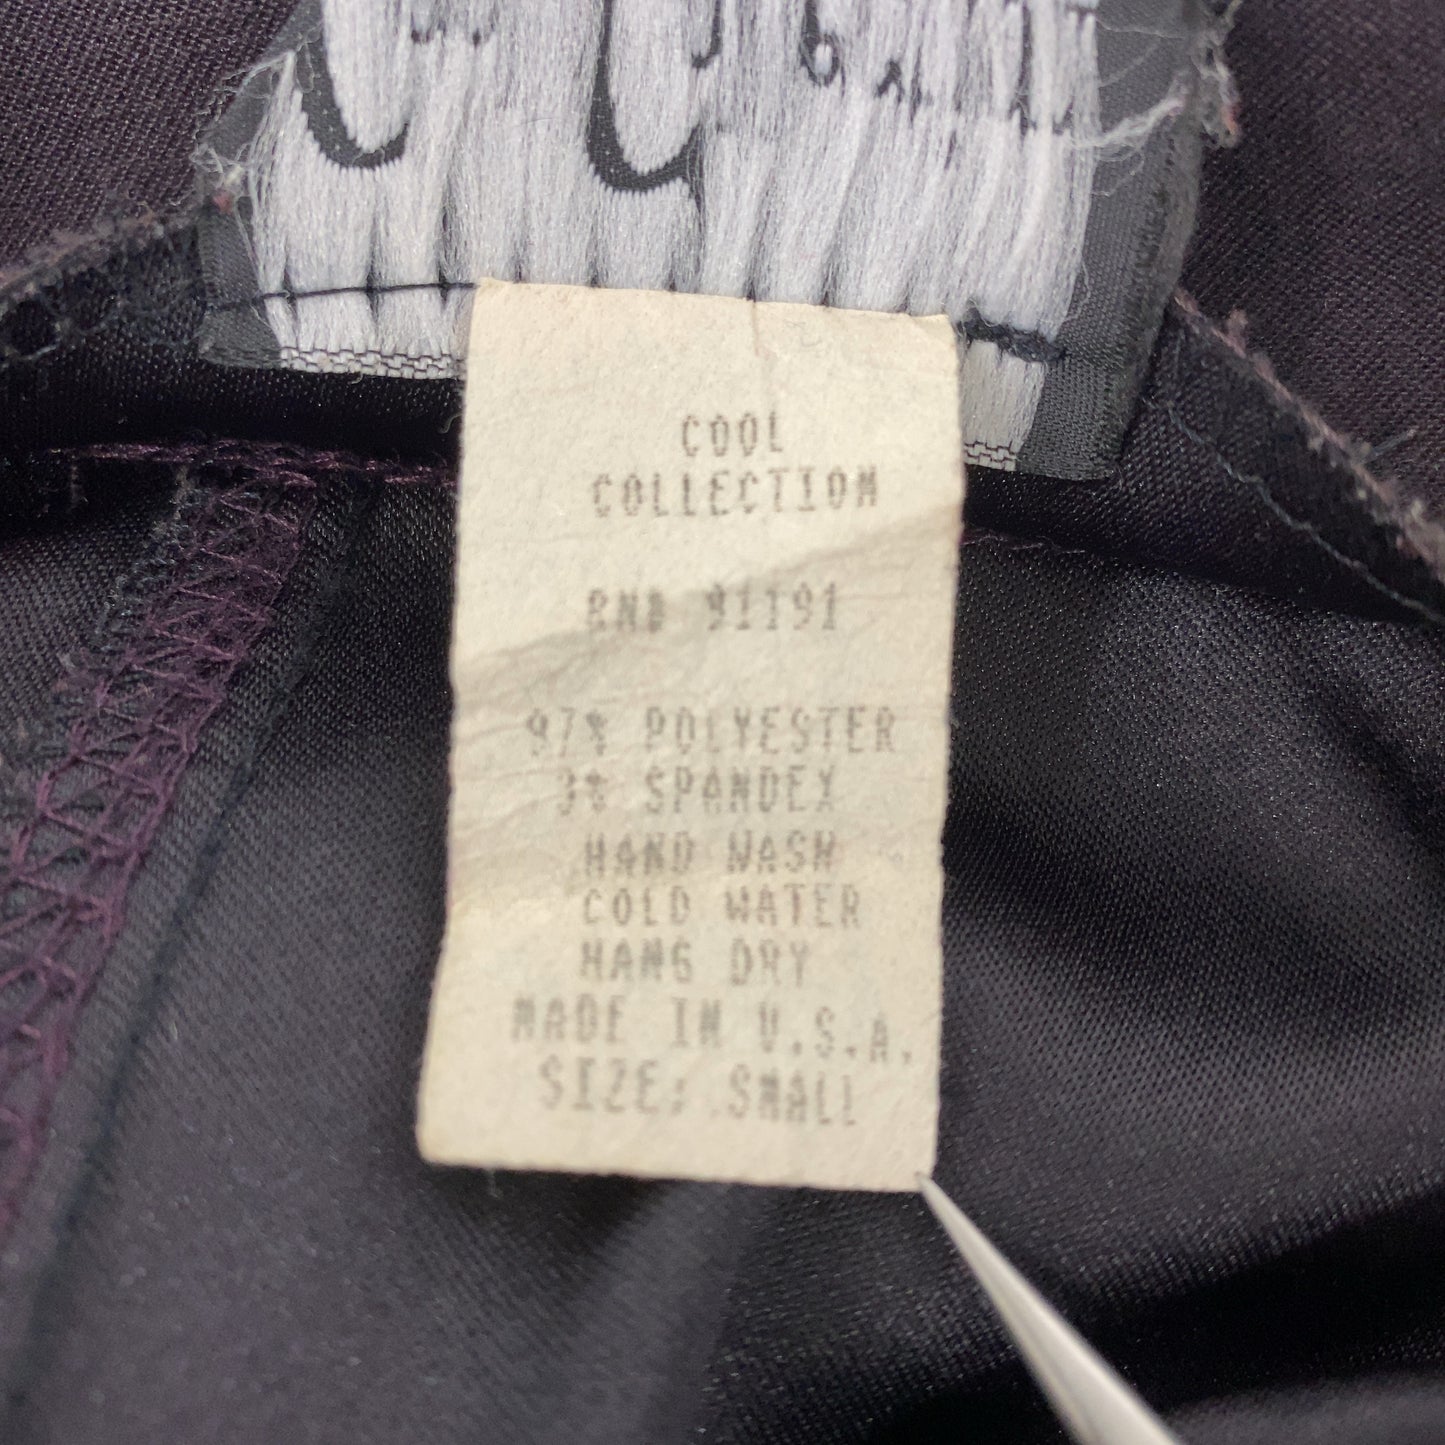 COOL
COLLECTION
RN# 91191
97% POLYESTER
3% SPANDEX
HAND WASH
COLD WATER
HANG DRY
MADE IN U.S.A.
SIZE: SMALL